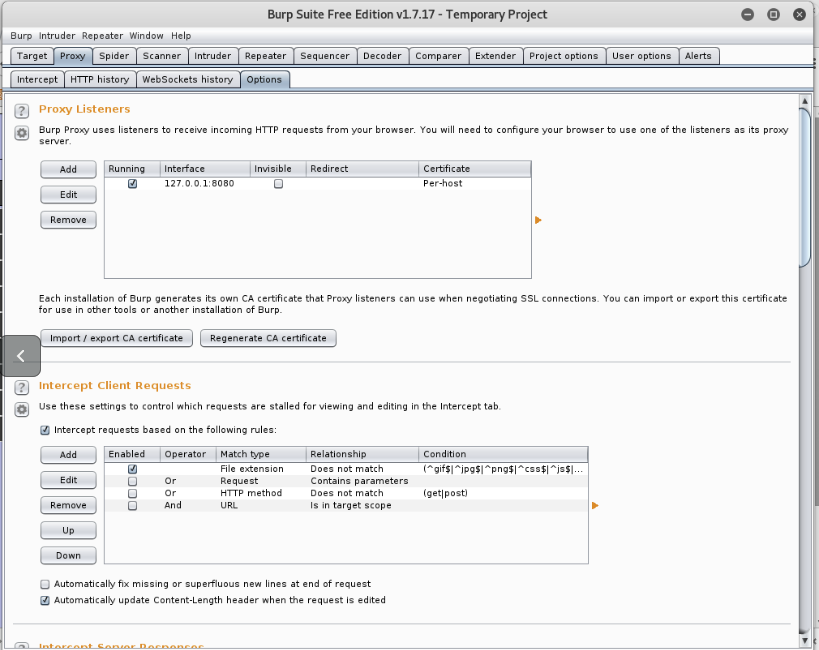 Burp Suite Free Edition v1.7.17 - Temporary Project
Burp Intruder Repeater Window Help
Target Proxy Spider Scanner Intruder Repeater Sequencer Decoder Comparer Extender Project options User options Alerts
Intercept HTTP history WebSockets history Options
? Proxy Listeners
Burp Proxy uses listeners to receive incoming HTTP requests from your browser. You will need to configure your browser to use one of the listeners as its proxy
server.
Add
Edit
Remove
Running Interface Invisible Redirect Certificate
127.0.0.1:8080 Per-host
Each installation of Burp generates its own CA certificate that Proxy listeners can use when negotiating SSL connections. You can import or export this certificate
for use in other tools or another installation of Burp.
Import / export CA certificate Regenerate CA certificate
? Intercept Client Requests
Use these settings to control which requests are stalled for viewing and editing in the Intercept tab.
Intercept requests based on the following rules:
Add
Edit
Remove
Up
Down
Enabled Operator Match type Relationship Condition
File extension Does not match (^gif$|^jpg$|^png$|^css$|^js$|...
Or Request Contains parameters
Or HTTP method Does not match (get|post)
And URL Is in target scope
Automatically fix missing or superfluous new lines at end of request
Automatically update Content-Length header when the request is edited
? Intercept Server Responses